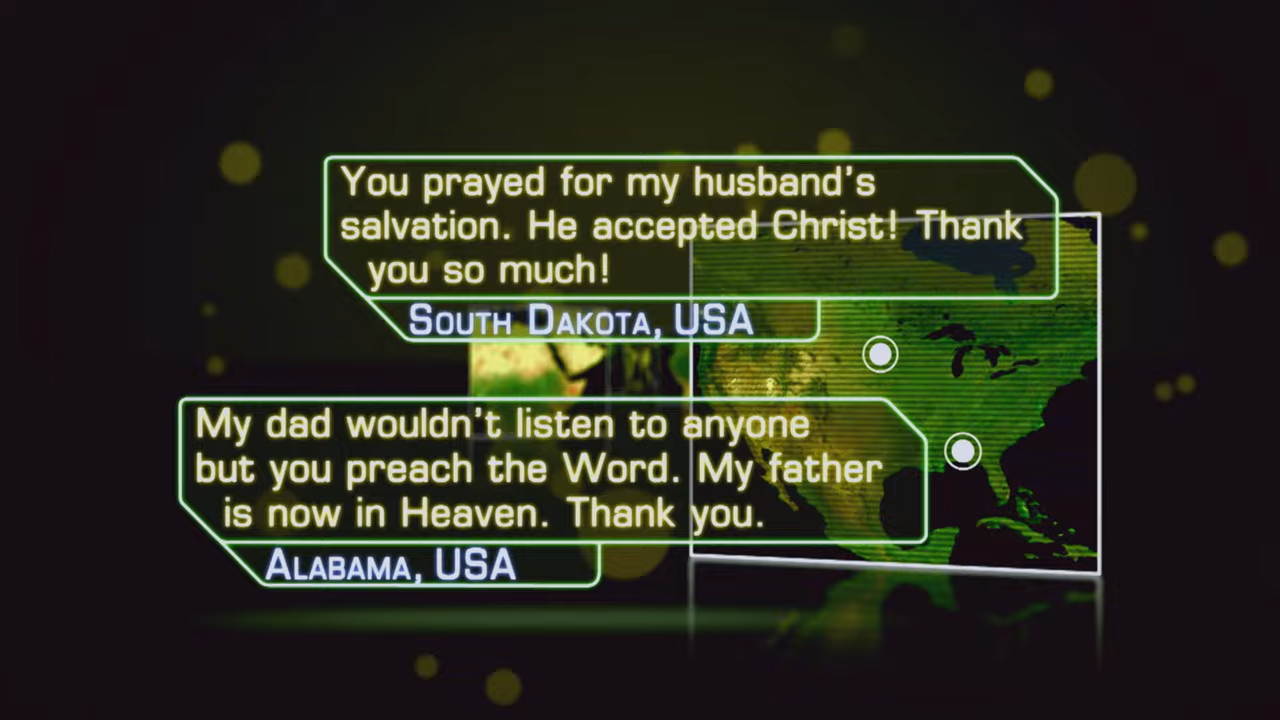 You prayed for my husband's
salvation. He accepted Christ! Thank
you so much!
South Dakota, USA
My dad wouldn't listen to anyone
but you preach the Word. My father
is now in Heaven. Thank you.
Alabama, USA